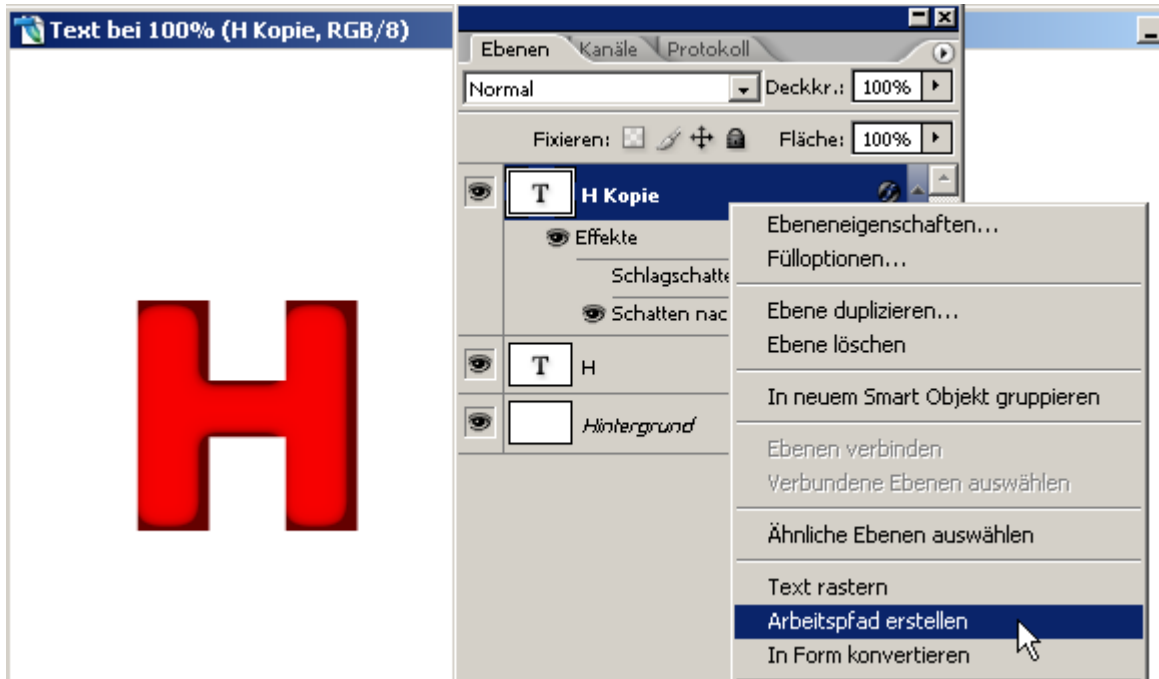 Text bei 100% (H Kopie, RGB/8)
Ebenen Kanäle Protokoll
Normal Deckkr.: 100%
Fixieren: Fläche: 100%
T H Kopie
Effekte
Schlagschatte
Schatten nac
T H
Hintergrund
Ebeneneigenschaften...
Fülloptionen...
Ebene duplizieren...
Ebene löschen
In neuem Smart Objekt gruppieren
Ebenen verbinden
Verbundene Ebenen auswählen
Ähnliche Ebenen auswählen
Text rastern
Arbeitspfad erstellen
In Form konvertieren
H